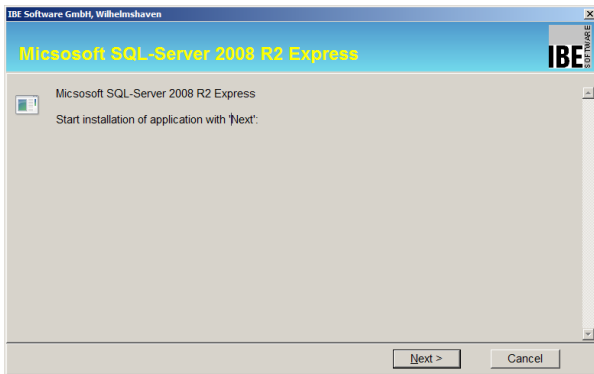 IBE Software GmbH, Wilhelmshaven
Micsosoft SQL-Server 2008 R2 Express
IBE
SOFTWARE
Micsosoft SQL-Server 2008 R2 Express
Start installation of application with 'Next':
Next >
Cancel